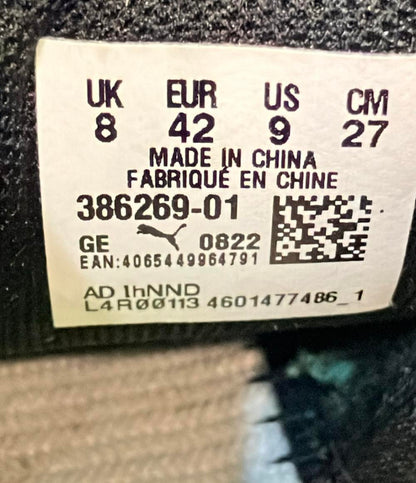 UK EUR US CM
8 42 9 27
MADE IN CHINA
FABRIQUÉ EN CHINE
386269-01
GE 0822
EAN:4065449964791
AD IhNND
L4R00113 4601477486_1